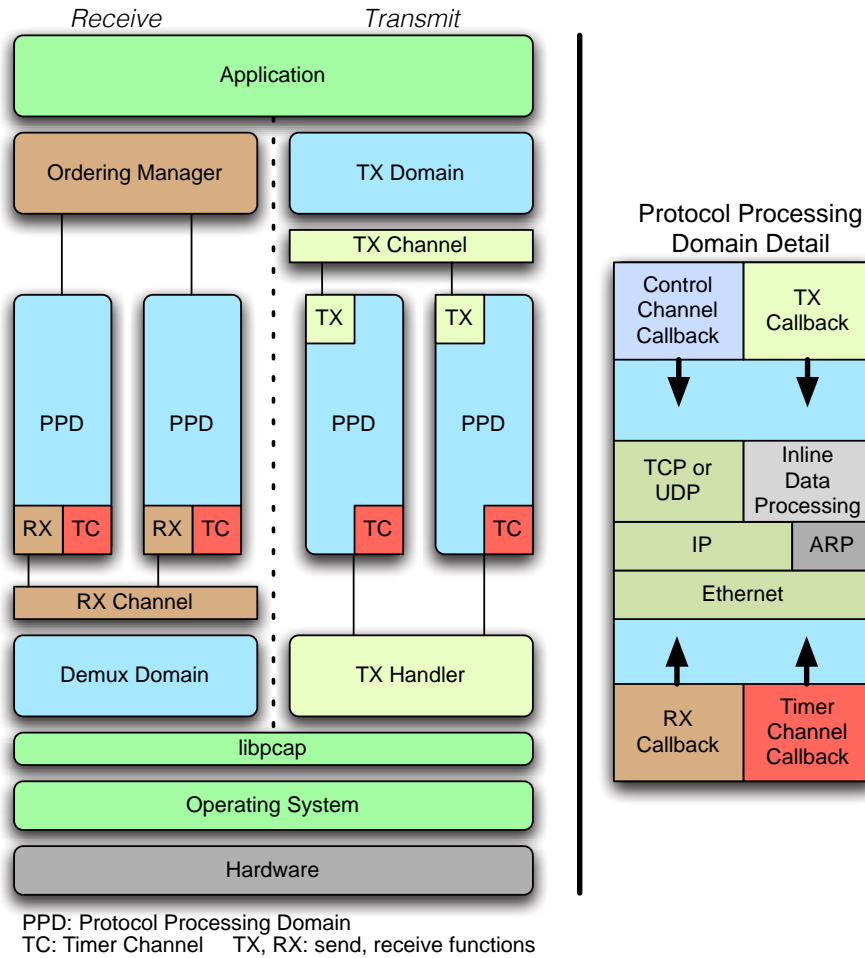 Receive
Transmit
Application
Ordering Manager
TX Domain
TX Channel
TX
TX
PPD
PPD
PPD
PPD
RX
TC
RX
TC
TC
TC
RX Channel
Demux Domain
TX Handler
libpcap
Operating System
Hardware
PPD: Protocol Processing Domain
TC: Timer Channel TX, RX: send, receive functions
Protocol Processing
Domain Detail
Control
Channel
Callback
TX
Callback
TCP or
UDP
Inline
Data
Processing
IP
ARP
Ethernet
RX
Callback
Timer
Channel
Callback